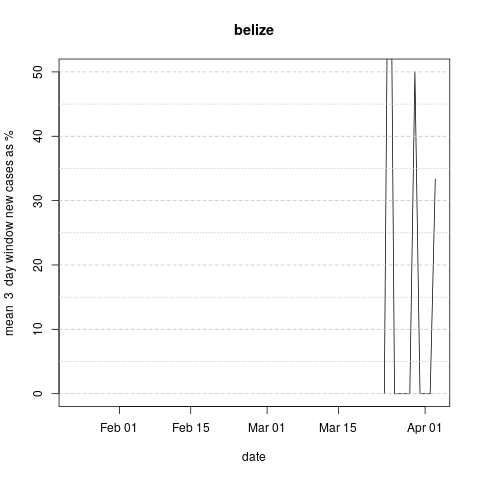 belize
mean 3 day window new cases as %
50
40
30
20
10
0
Feb 01
Feb 15
Mar 01
Mar 15
Apr 01
date